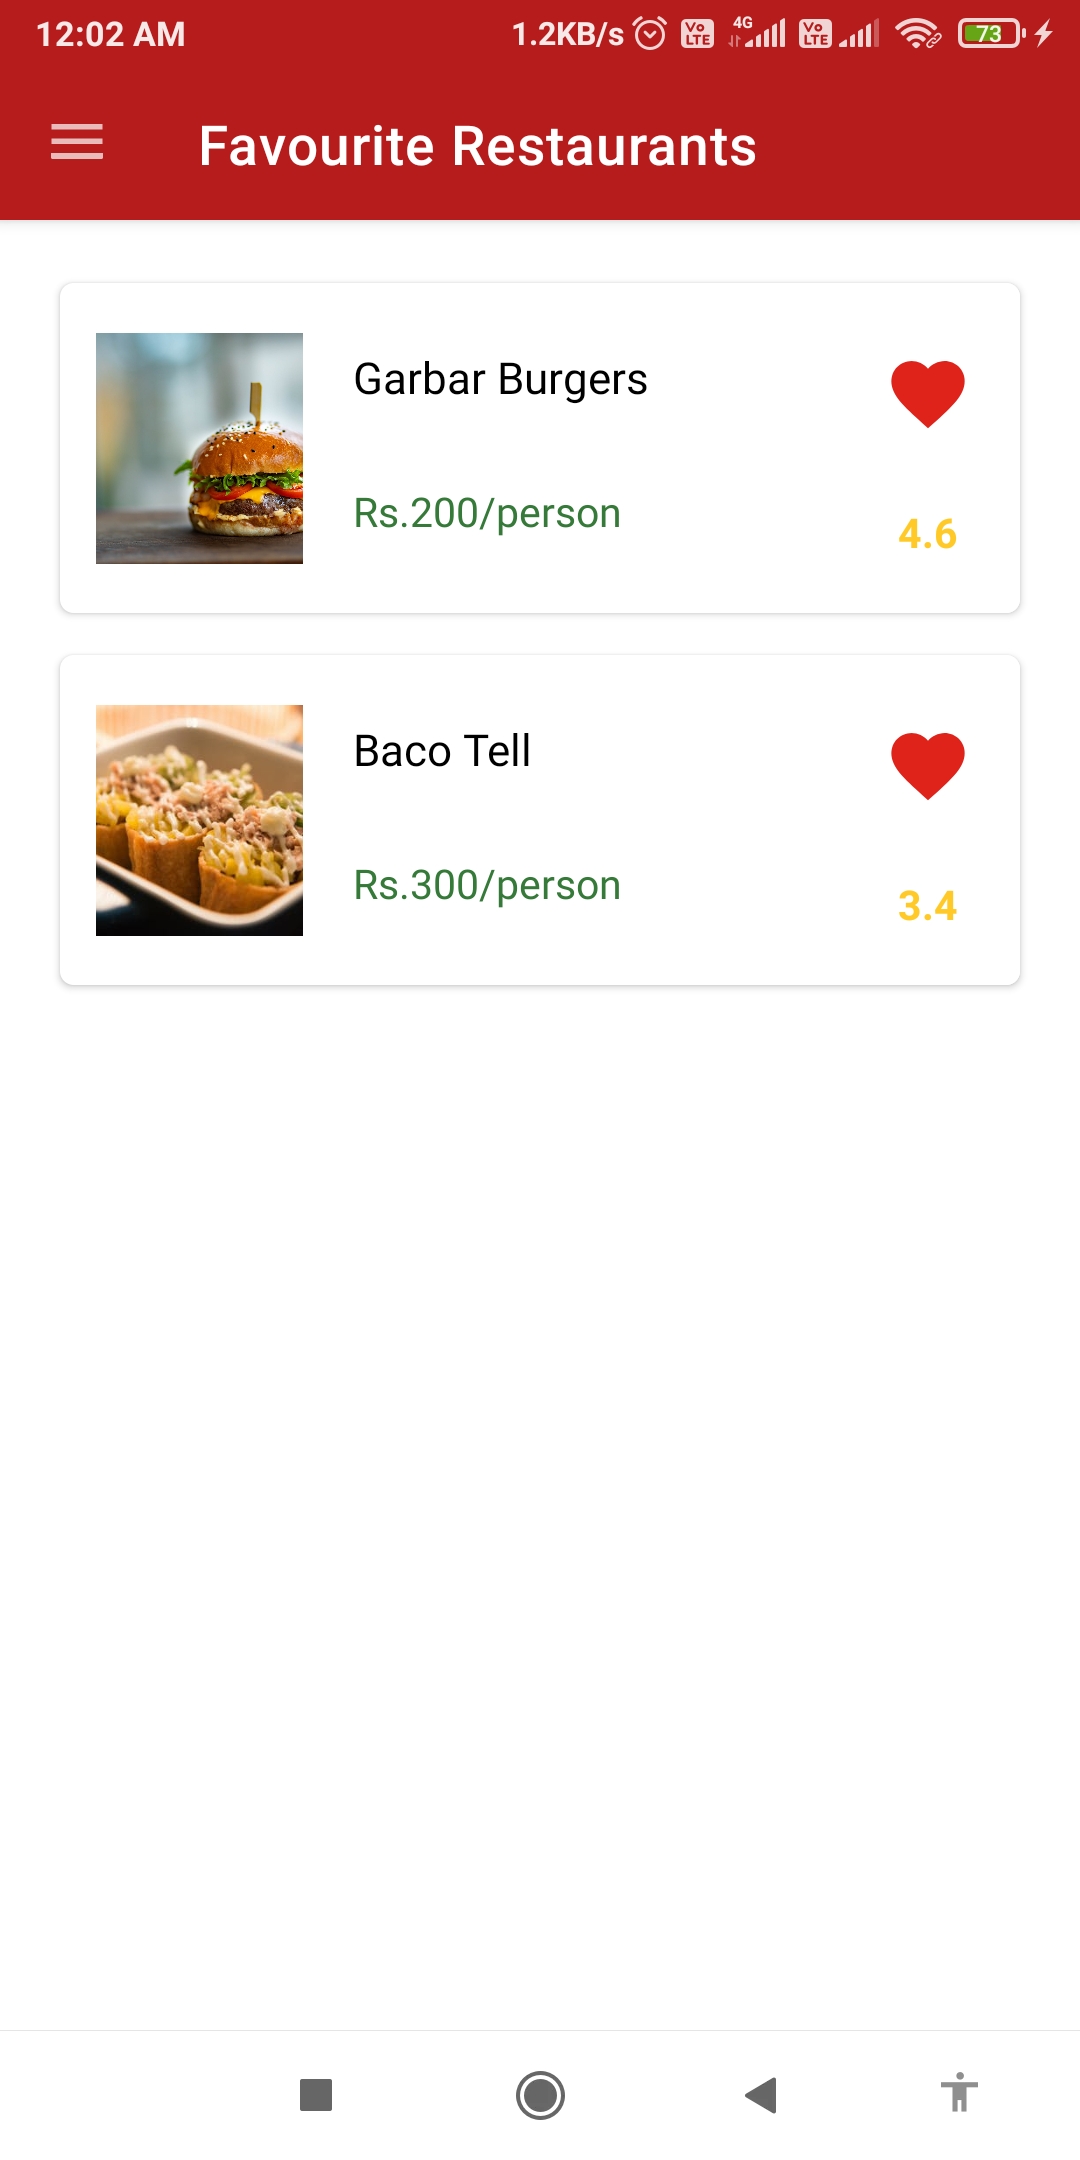 12:02 AM 1.2KB/s Vo LTE 4G Vo LTE 73
Favourite Restaurants
Garbar Burgers
Rs.200/person
4.6
Baco Tell
Rs.300/person
3.4